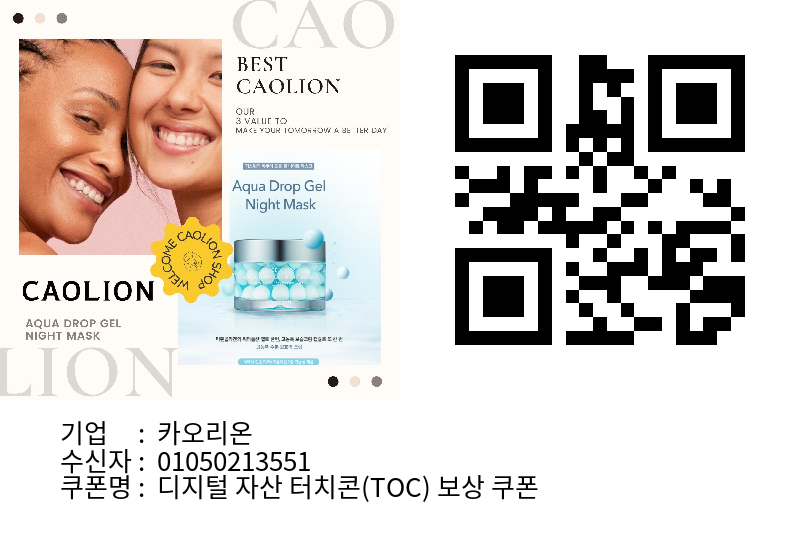 CAO
BEST
CAOLION
OUR
3 VALUE TO
MAKE YOUR TOMORROW A BETTER DAY
Aqua Drop Gel
Night Mask
WELCOME CAOLION SHOP
CAOLION
AQUA DROP GEL
NIGHT MASK
LION
기업 : 카오리온
수신자 : 01050213551
쿠폰명 : 디지털 자산 터치콘(TOC) 보상 쿠폰